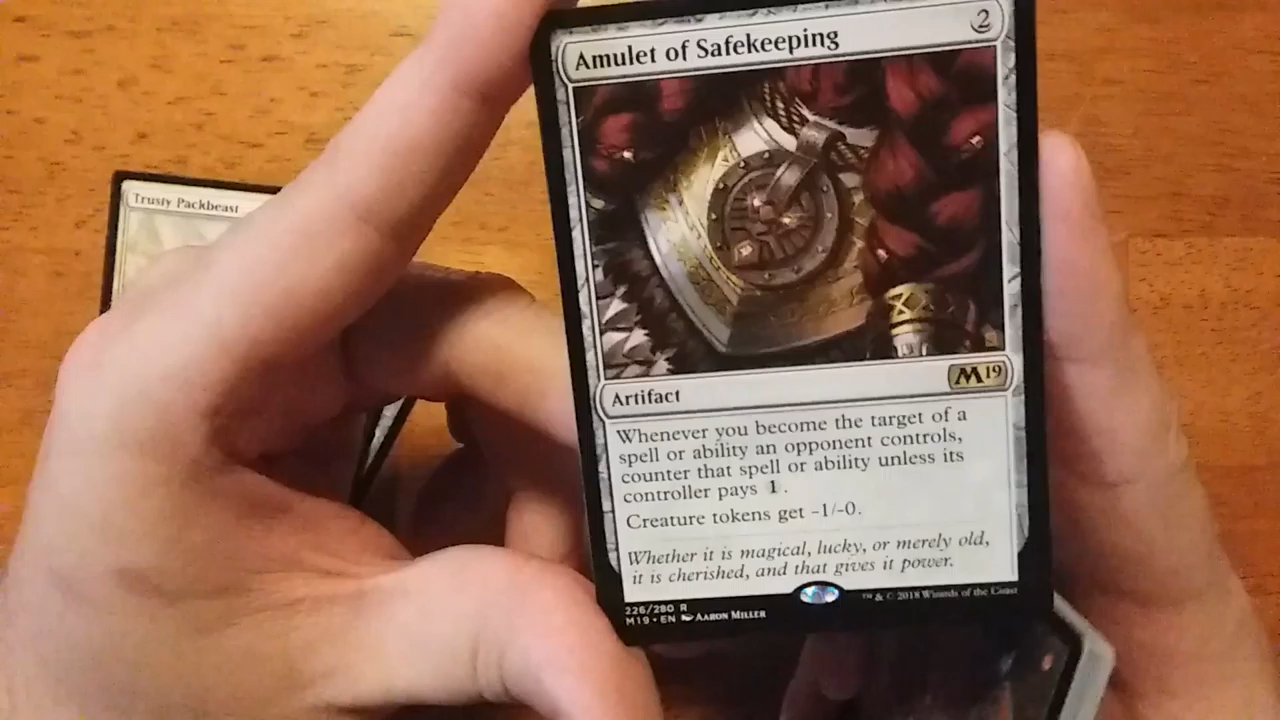 Trusty Packbeast
Amulet of Safekeeping 2
Artifact M19
Whenever you become the target of a
spell or ability an opponent controls,
counter that spell or ability unless its
controller pays 1.
Creature tokens get -1/-0.
Whether it is magical, lucky, or merely old,
it is cherished, and that gives it power.
226/280 R
M19 • EN AARON MILLER
™ & © 2018 Wizards of the Coast